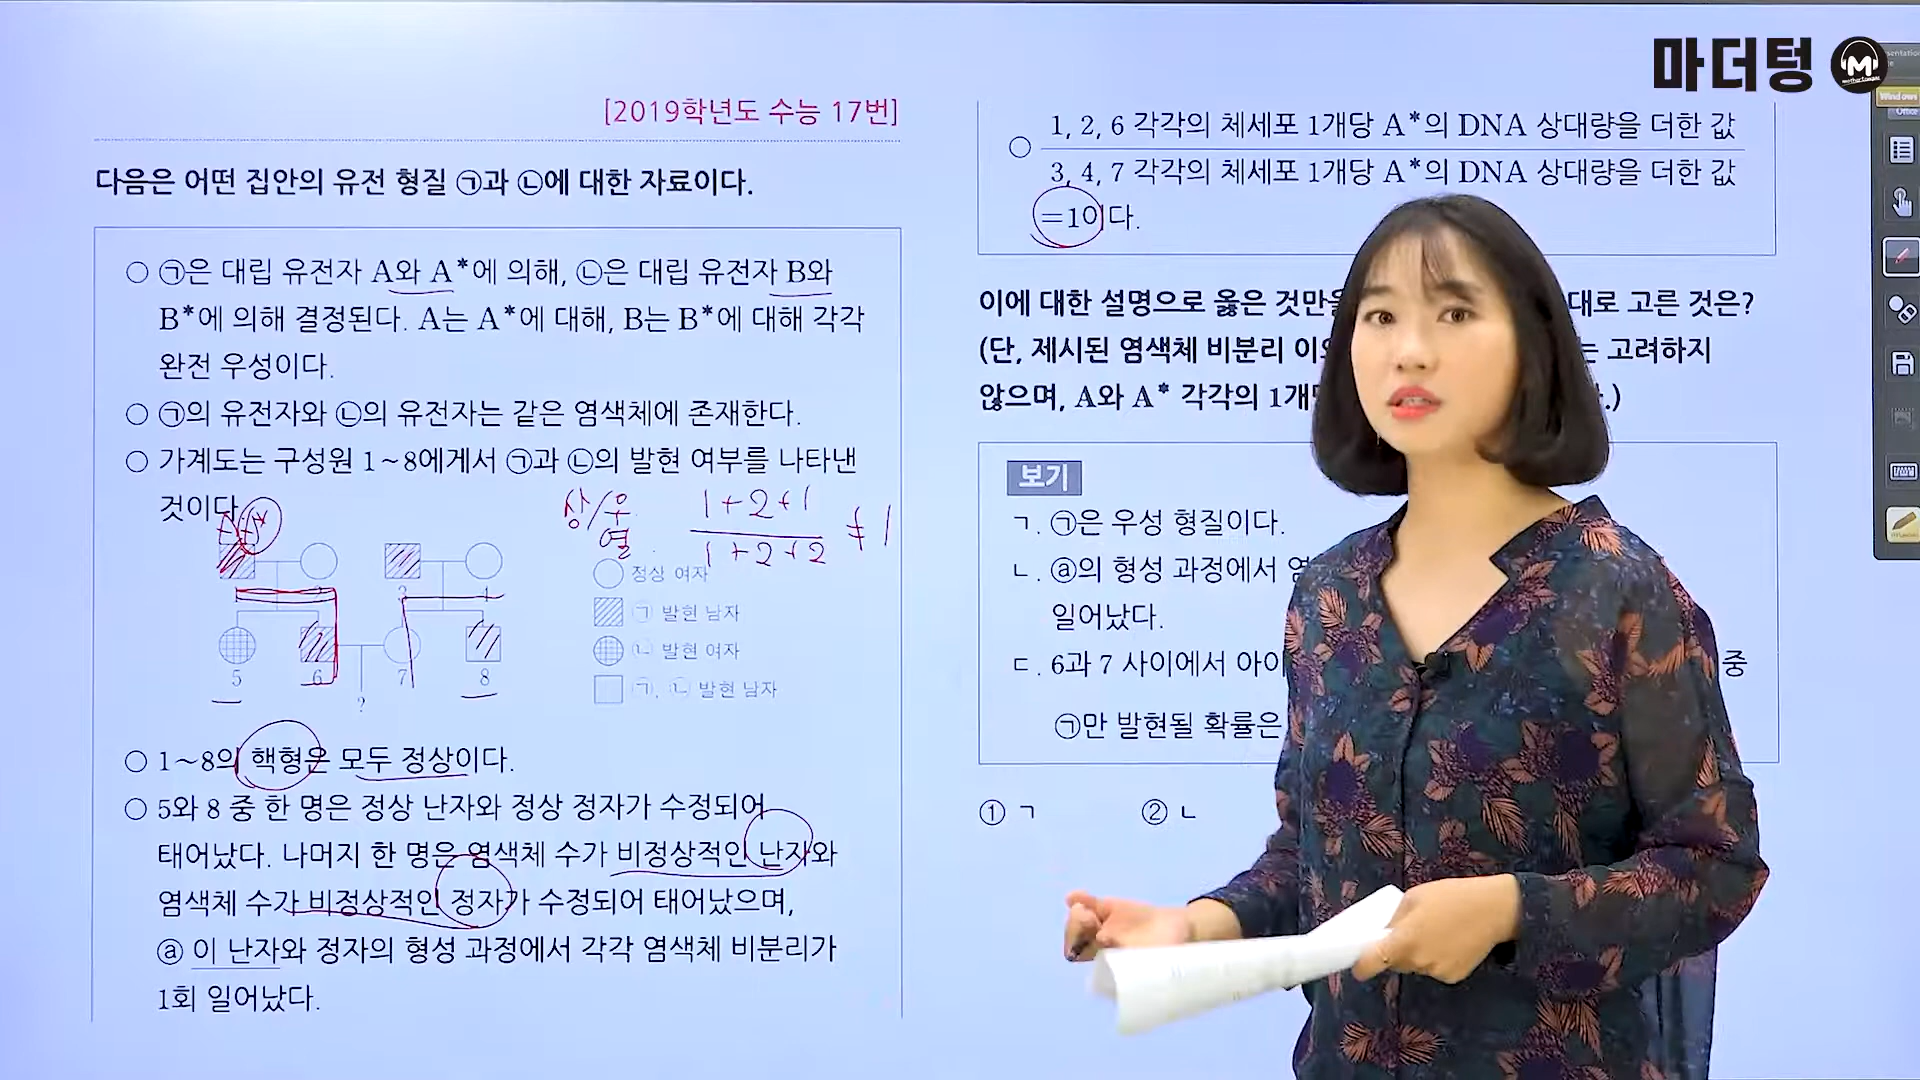 마더텅
[2019학년도 수능 17번]
다음은 어떤 집안의 유전 형질 ㉠과 ㉡에 대한 자료이다.
○ ㉠은 대립 유전자 A와 A*에 의해, ㉡은 대립 유전자 B와
B*에 의해 결정된다. A는 A*에 대해, B는 B*에 대해 각각
완전 우성이다.
○ ㉠의 유전자와 ㉡의 유전자는 같은 염색체에 존재한다.
○ 가계도는 구성원 1~8에게서 ㉠과 ㉡의 발현 여부를 나타낸
것이다
상/우
열
1+2+1
1+2+2
≠1
정상 여자
㉠ 발현 남자
㉡ 발현 여자
㉠, ㉡ 발현 남자
5 6 7 8
?
○ 1~8의 핵형은 모두 정상이다.
○ 5와 8 중 한 명은 정상 난자와 정상 정자가 수정되어
태어났다. 나머지 한 명은 염색체 수가 비정상적인 난자와
염색체 수가 비정상적인 정자가 수정되어 태어났으며,
ⓐ 이 난자와 정자의 형성 과정에서 각각 염색체 비분리가
1회 일어났다.
○ 1, 2, 6 각각의 체세포 1개당 A*의 DNA 상대량을 더한 값
3, 4, 7 각각의 체세포 1개당 A*의 DNA 상대량을 더한 값
=1이다.
이에 대한 설명으로 옳은 것만을 대로 고른 것은?
(단, 제시된 염색체 비분리 이외 는 고려하지
않으며, A와 A* 각각의 1개당 .)
보기
ㄱ. ㉠은 우성 형질이다.
ㄴ. ⓐ의 형성 과정에서 염
일어났다.
ㄷ. 6과 7 사이에서 아이 중
㉠만 발현될 확률은
① ㄱ ② ㄴ